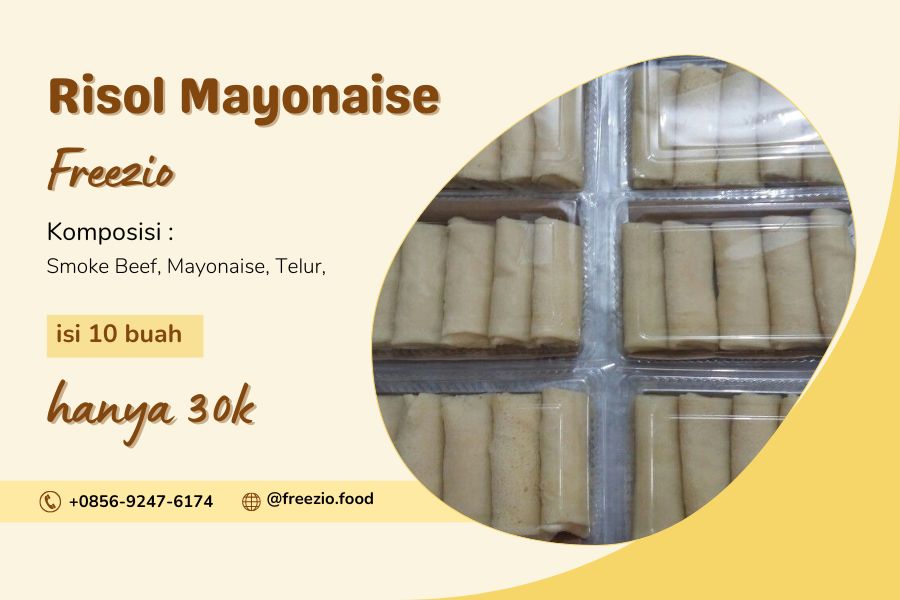 Risol Mayonaise
Freezio
Komposisi :
Smoke Beef, Mayonaise, Telur,
isi 10 buah
hanya 30k
+0856-9247-6174
@freezio.food